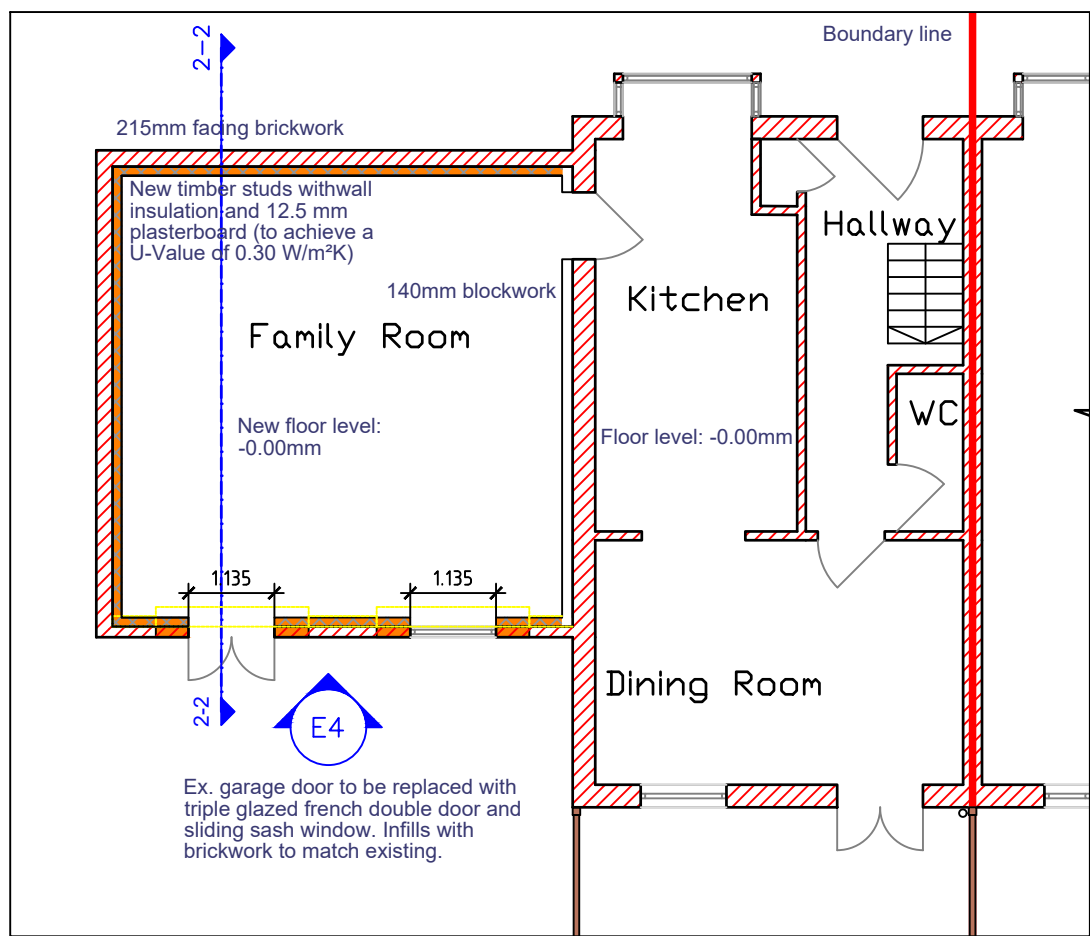 Boundary line
2-2
215mm facing brickwork
New timber studs withwall
insulation and 12.5 mm
plasterboard (to achieve a
U-Value of 0.30 W/m²K)
Hallway
140mm blockwork
Kitchen
Family Room
WC
New floor level:
-0.00mm
Floor level: -0.00mm
1.135
1.135
Dining Room
2-2
E4
Ex. garage door to be replaced with
triple glazed french double door and
sliding sash window. Infills with
brickwork to match existing.